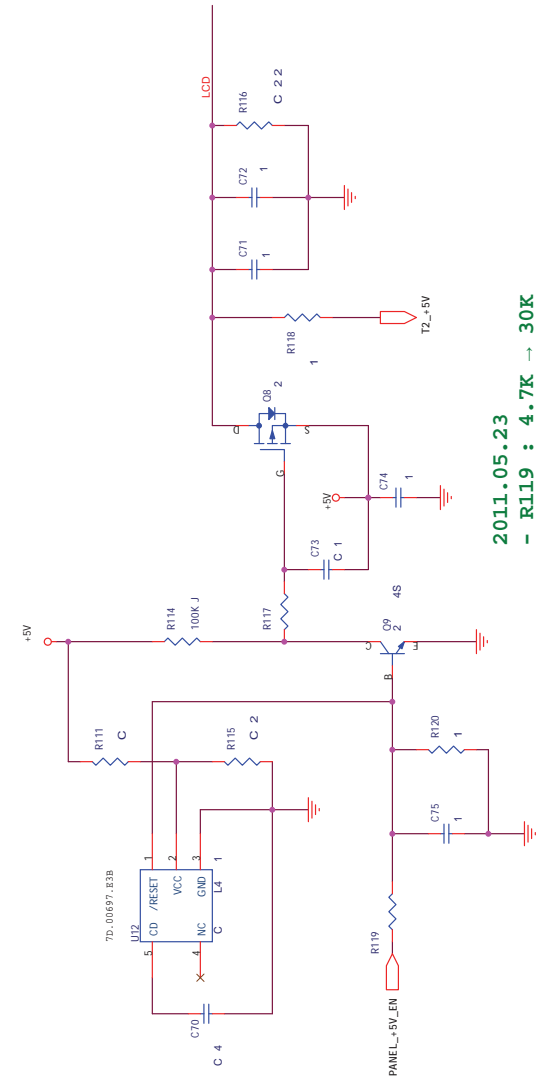 LCD
R116
C 22
C72
1
C71
1
R118
1
T2_+5V
D
S
G
Q8
2
+5V
C74
1
C73
C 1
+5V
R114
100K J
R117
C
E
B
Q9
2
4S
R111
C
R115
C 2
R120
1
C75
1
7D.00697.E3B
U12
CD
/RESET
VCC
GND
NC
1
2
3
5
4
L4
1
C
C70
C 4
R119
PANEL_+5V_EN
2011.05.23
- R119 : 4.7K → 30K